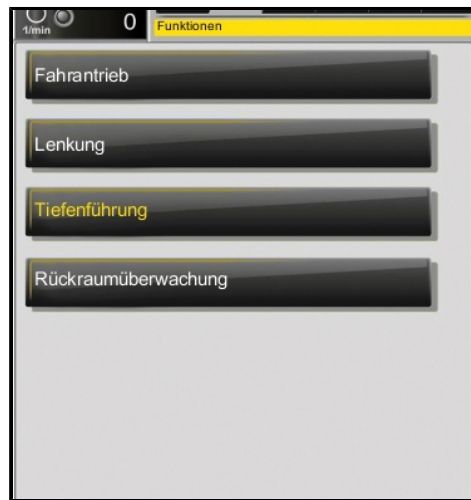 1/min 0 Funktionen
Fahrantrieb
Lenkung
Tiefenführung
Rückraumüberwachung